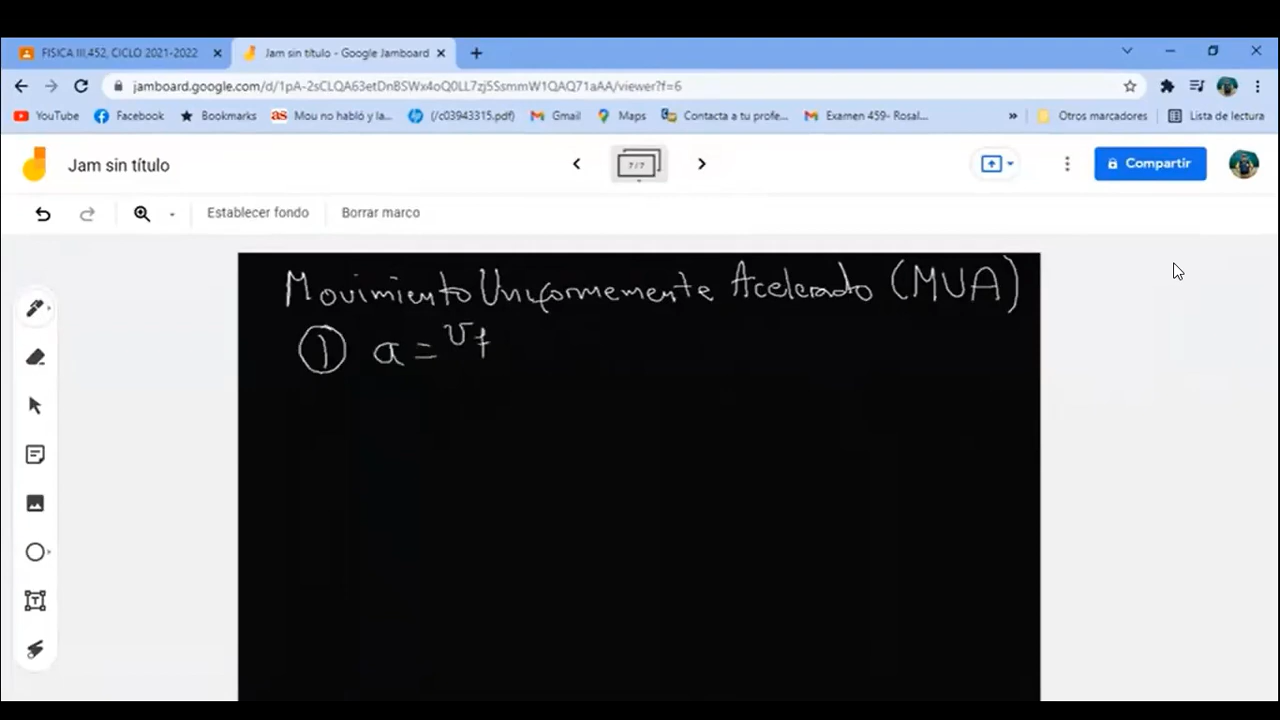 FISICA III,452, CICLO 2021-2022
Jam sin título - Google Jamboard
jamboard.google.com/d/1pA-2sCLQA63etDnBSWx4oQ0LL7zj5SsmmW1QAQ71aAA/viewer?f=6
YouTube Facebook Bookmarks as Mou no habló y la... (/c03943315.pdf) Gmail Maps Contacta a tu profe... Examen 459- Rosal... » Otros marcadores Lista de lectura
Jam sin título
7 / 7
Compartir
Establecer fondo Borrar marco
Movimiento Uniformemente Acelerado (MUA)
① a = vf